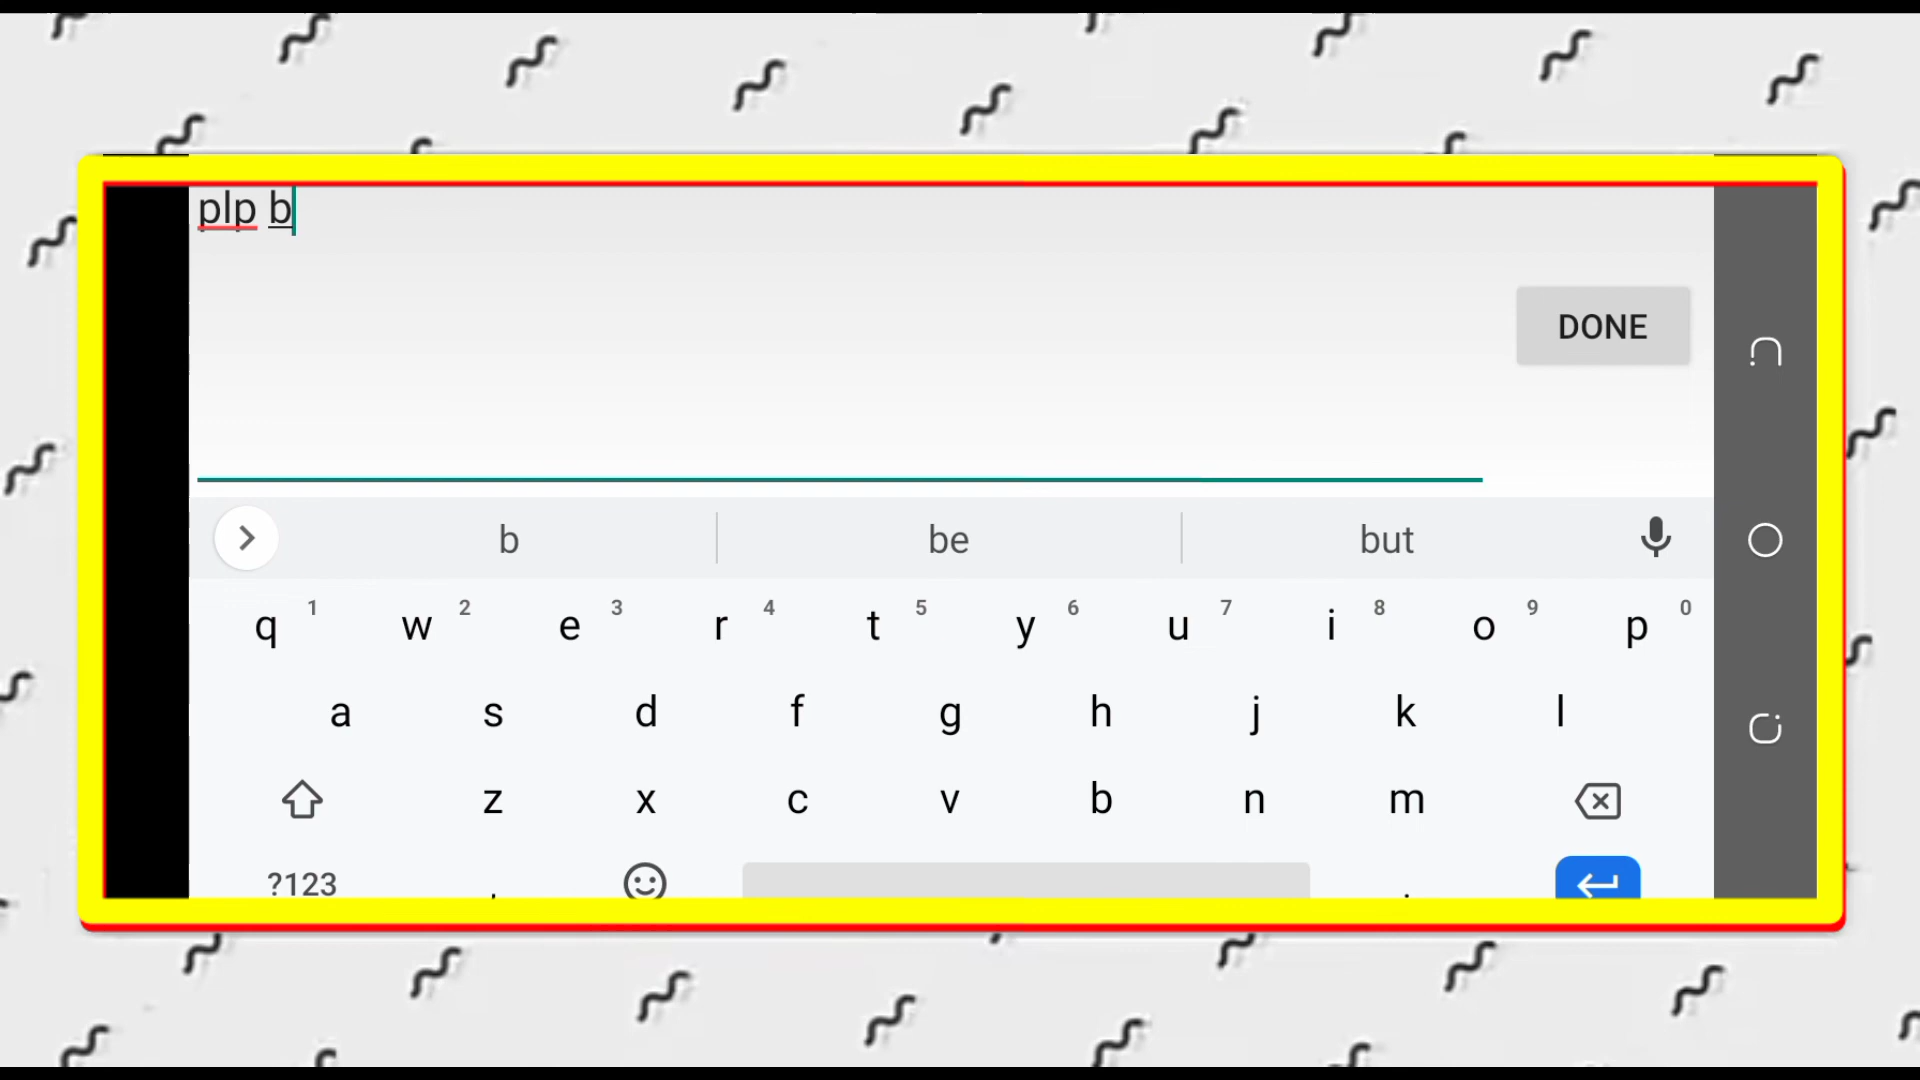 plp b
DONE
b be but
1 2 3 4 5 6 7 8 9 0
q w e r t y u i o p
a s d f g h j k l
z x c v b n m
?123 , .